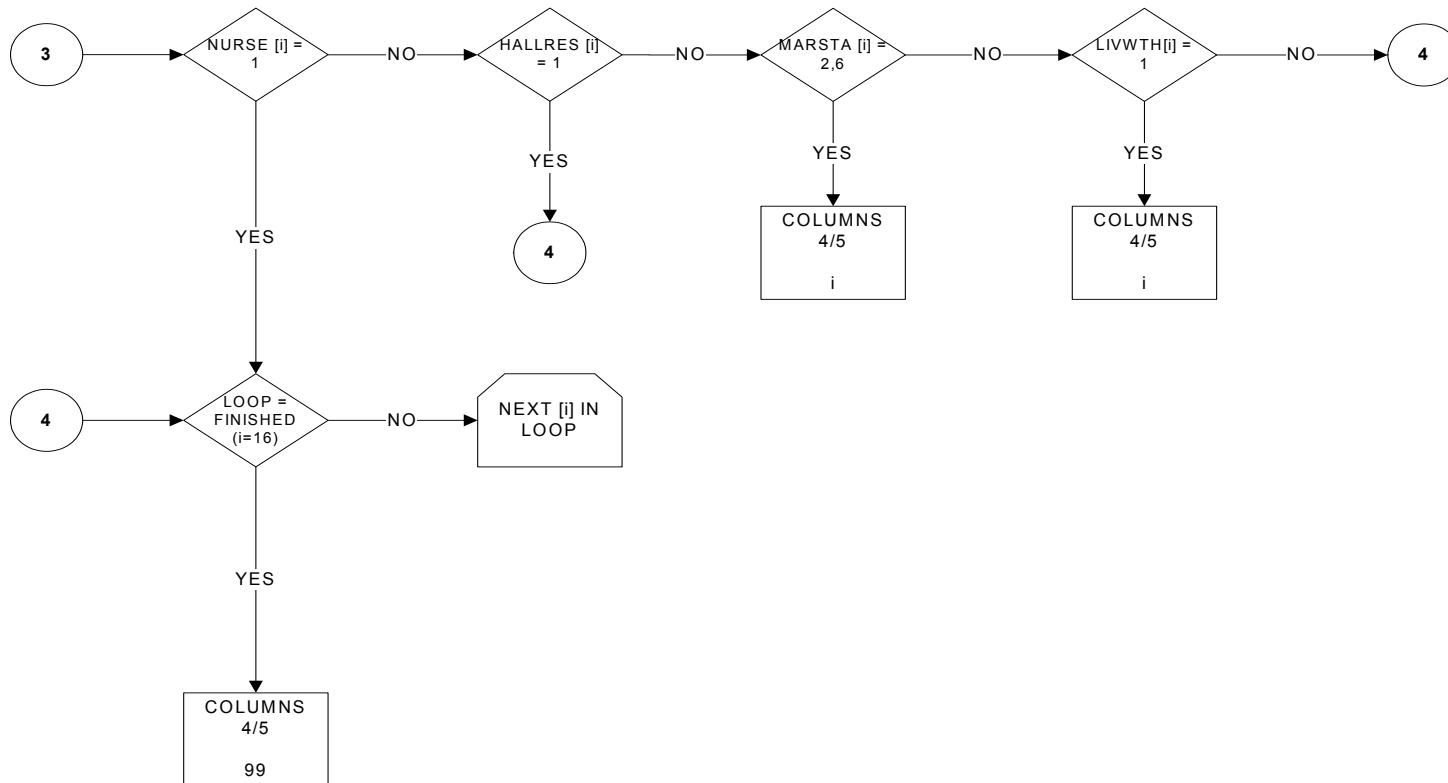 3
NURSE [i] =
1
NO
HALLRES [i]
= 1
NO
MARSTA [i] =
2,6
NO
LIVWTH[i] =
1
NO
4
YES
YES
YES
YES
4
COLUMNS
4/5
i
COLUMNS
4/5
i
4
LOOP =
FINISHED
(i=16)
NO
NEXT [i] IN
LOOP
YES
COLUMNS
4/5
99